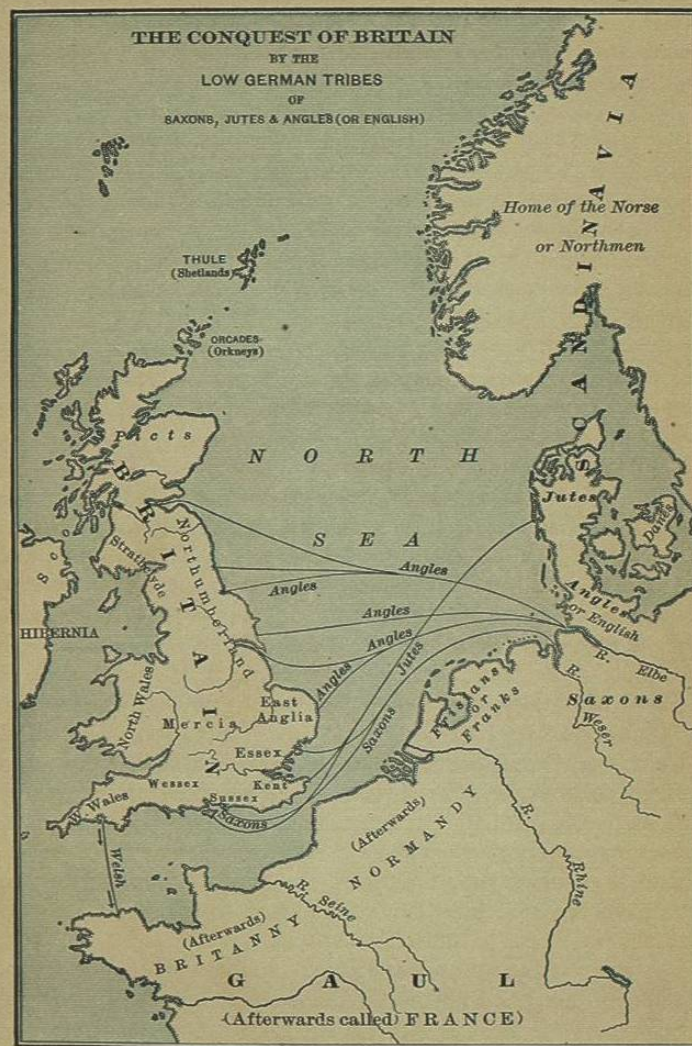 THE CONQUEST OF BRITAIN
BY THE
LOW GERMAN TRIBES
OF
SAXONS, JUTES & ANGLES (OR ENGLISH)
SCANDINAVIA
Home of the Norse
or Northmen
THULE
(Shetlands)
ORCADES
(Orkneys)
Picts
BRITAIN
NORTH
SEA
Jutes
Danes
Angles
or English
Strathclyde
Northumberland
Angles
Angles
Angles
Angles
Angles
Jutes
Saxons
Sc
HIBERNIA
R. Elbe
Saxons
R. Weser
Frisians
or
Franks
North Wales
Mercia
East
Anglia
Essex
Wessex
Kent
Sussex
W. Wales
Saxons
Welsh
(Afterwards)
NORMANDY
R. Rhine
R. Seine
(Afterwards)
BRITANNY
GAUL
(Afterwards called) FRANCE)